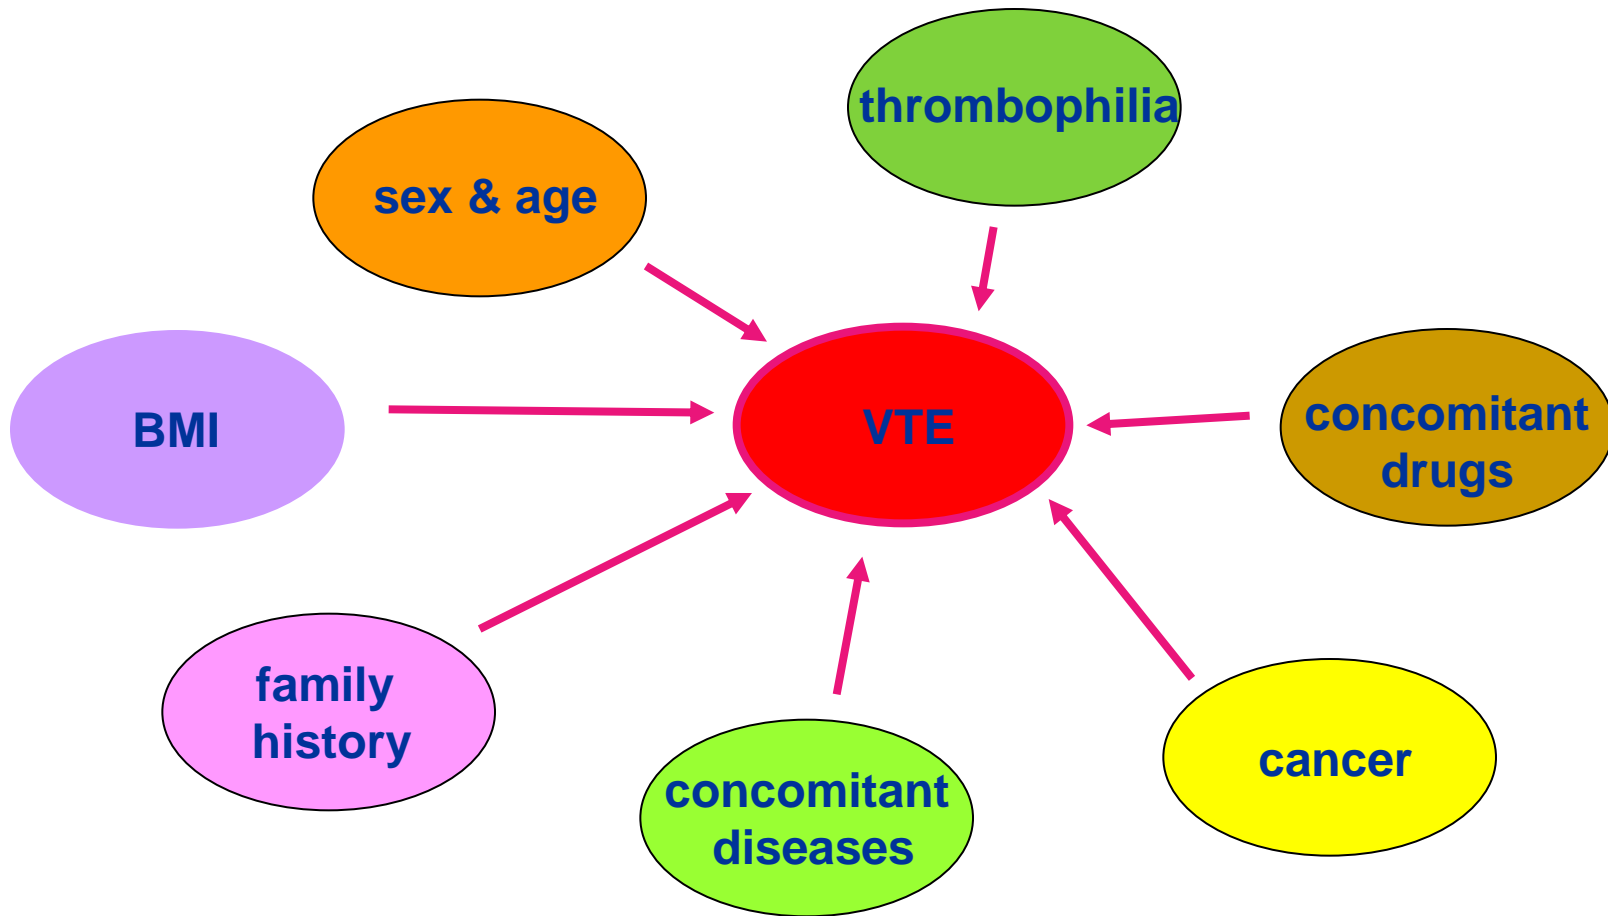 thrombophilia
sex & age
BMI
VTE
concomitant
drugs
family
history
concomitant
diseases
cancer